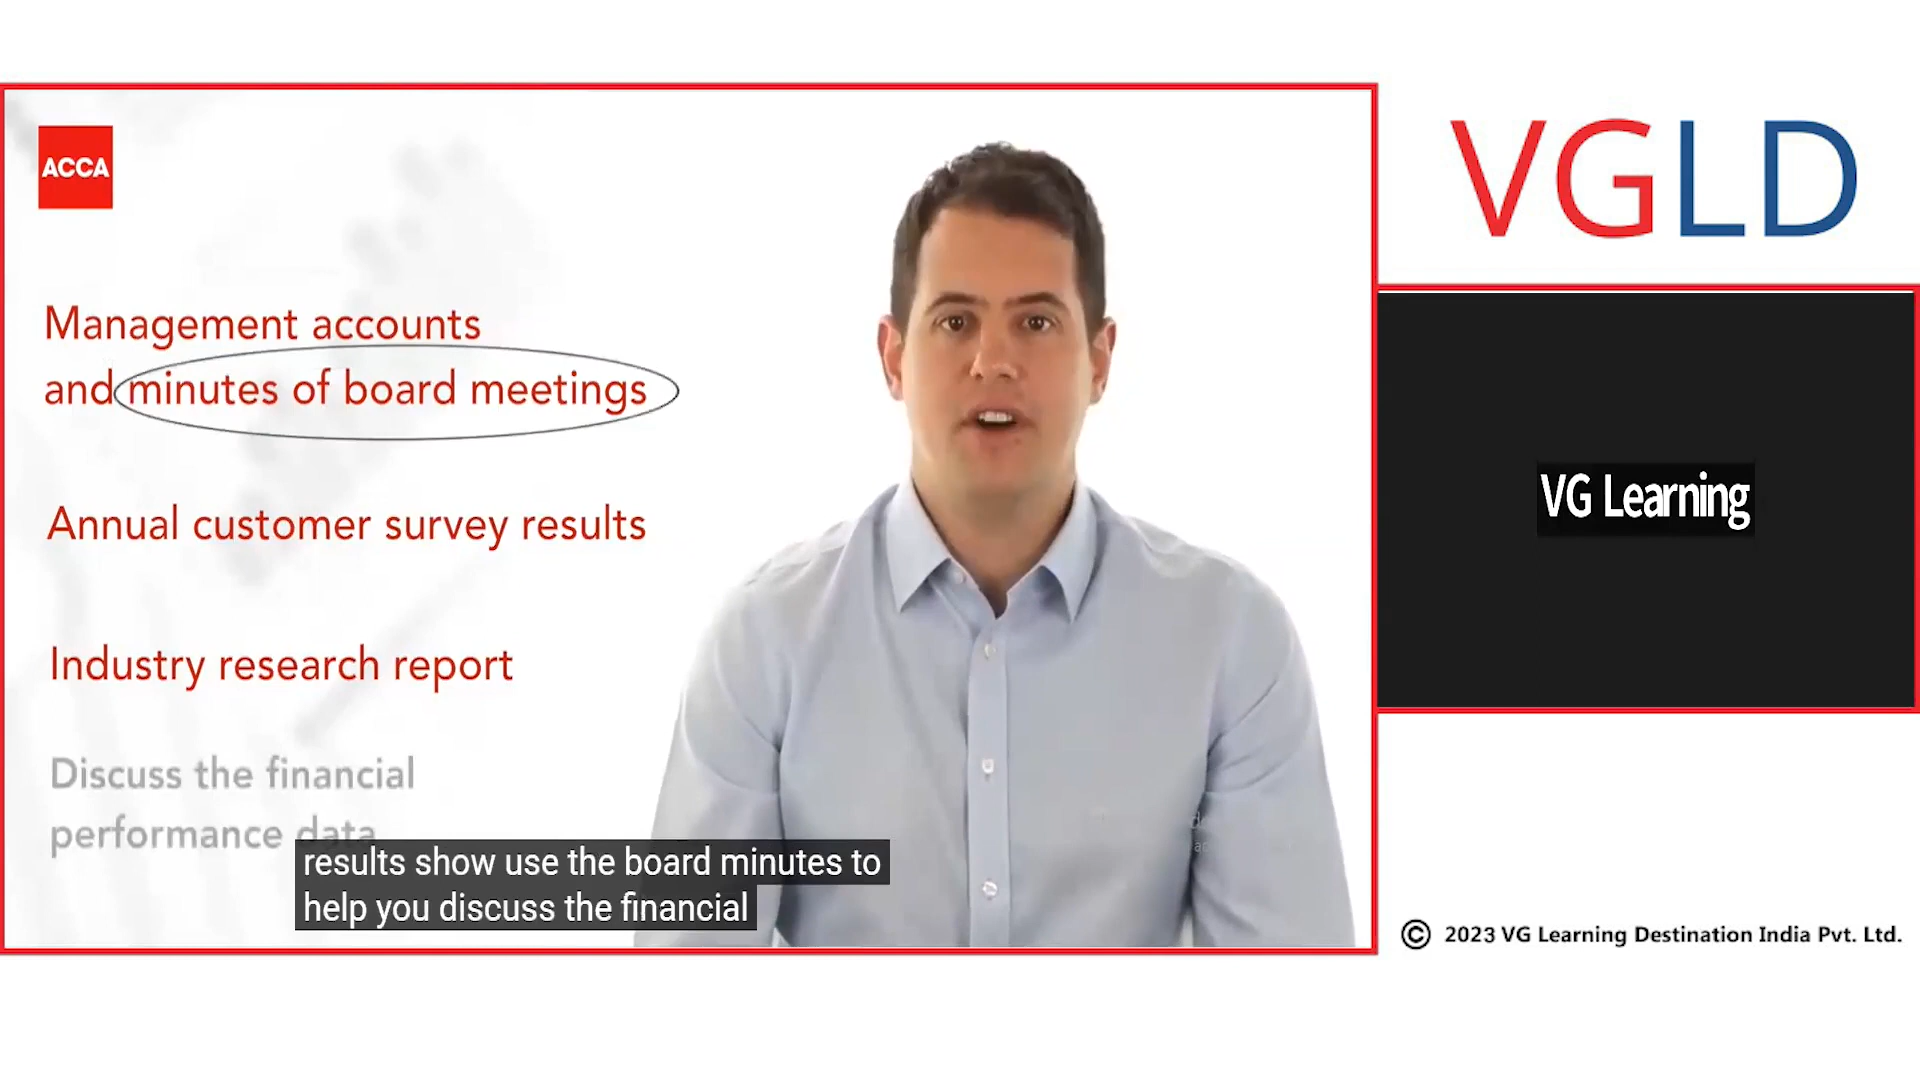 ACCA
Management accounts
and minutes of board meetings
Annual customer survey results
Industry research report
Discuss the financial
performance data
results show use the board minutes to
help you discuss the financial
VGLD
VG Learning
© 2023 VG Learning Destination India Pvt. Ltd.